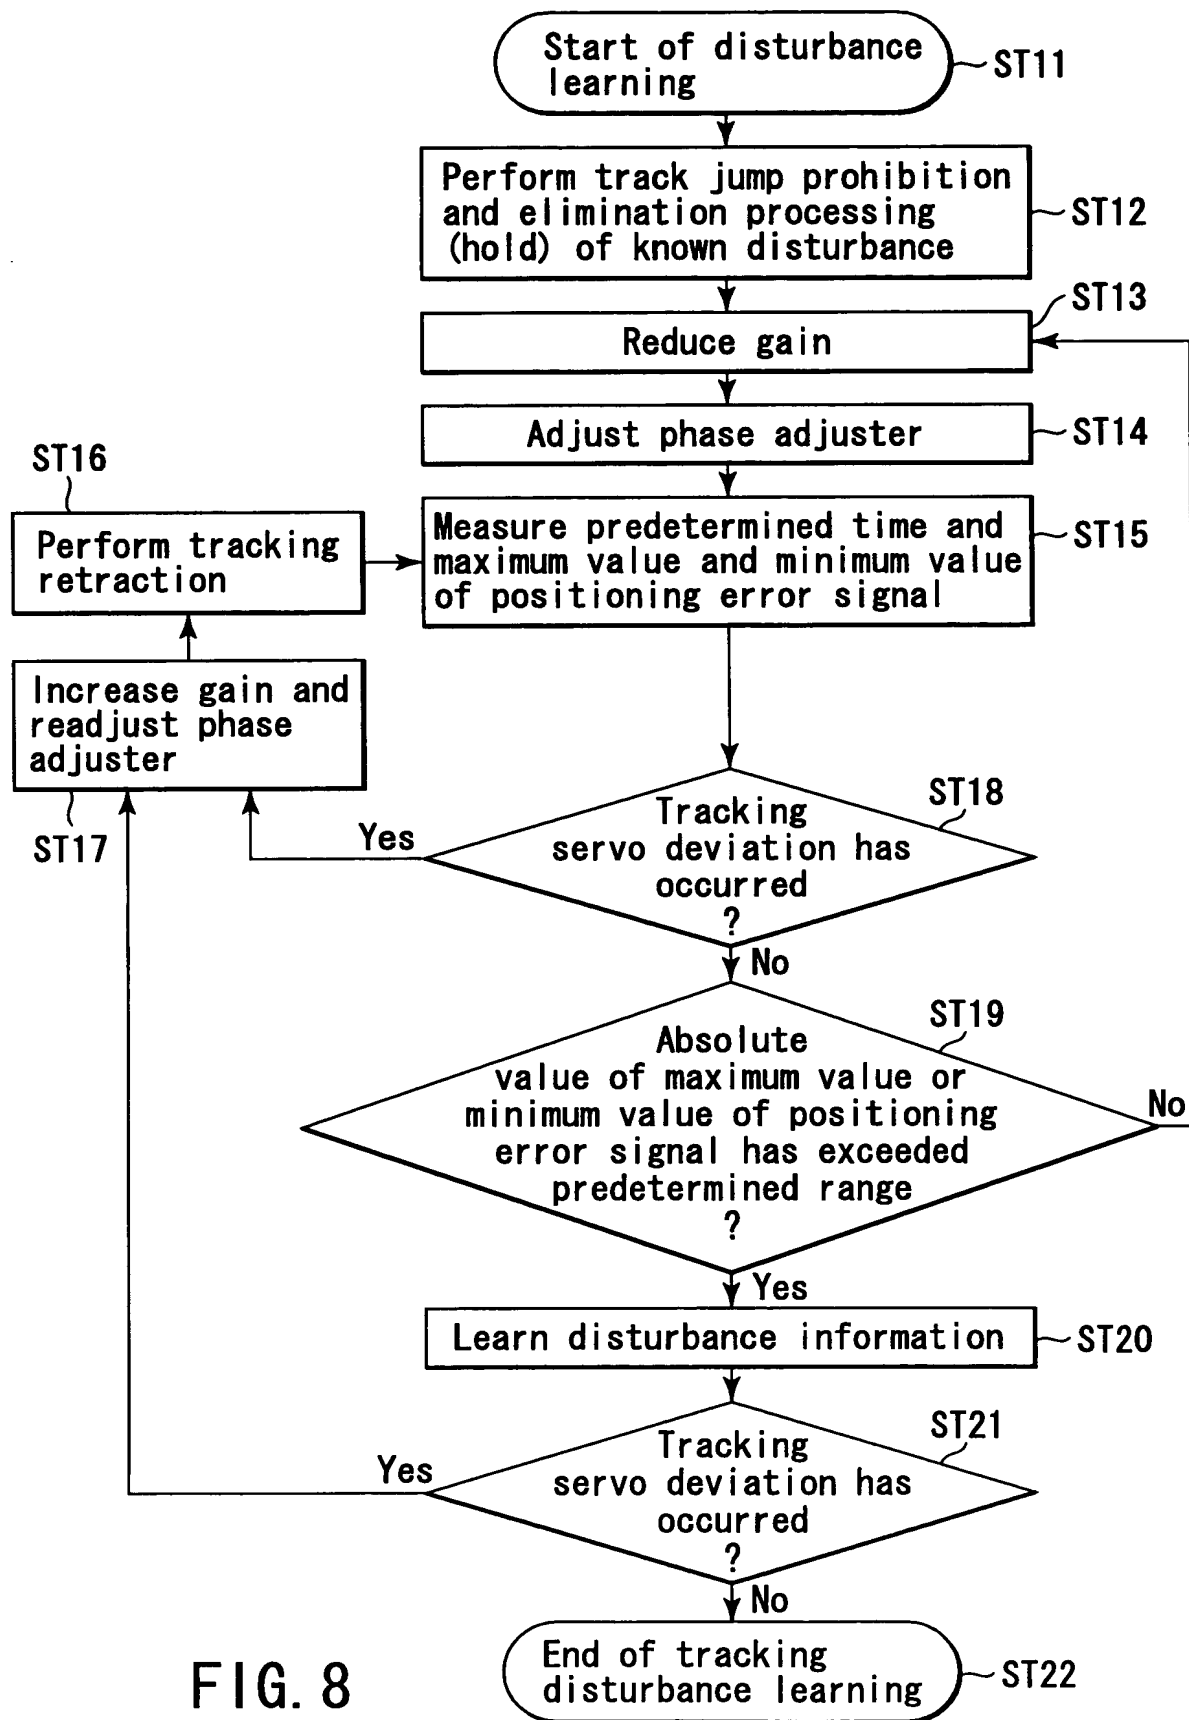 Start of disturbance
learning
ST11
Perform track jump prohibition
and elimination processing
(hold) of known disturbance
ST12
ST13
Reduce gain
Adjust phase adjuster
ST14
ST16
Perform tracking
retraction
Measure predetermined time and
maximum value and minimum value
of positioning error signal
ST15
Increase gain and
readjust phase
adjuster
ST17
ST18
Tracking
servo deviation has
occurred
?
Yes
No
ST19
Absolute
value of maximum value or
minimum value of positioning
error signal has exceeded
predetermined range
?
No
Yes
Learn disturbance information
ST20
ST21
Tracking
servo deviation has
occurred
?
Yes
No
End of tracking
disturbance learning
ST22
FIG. 8